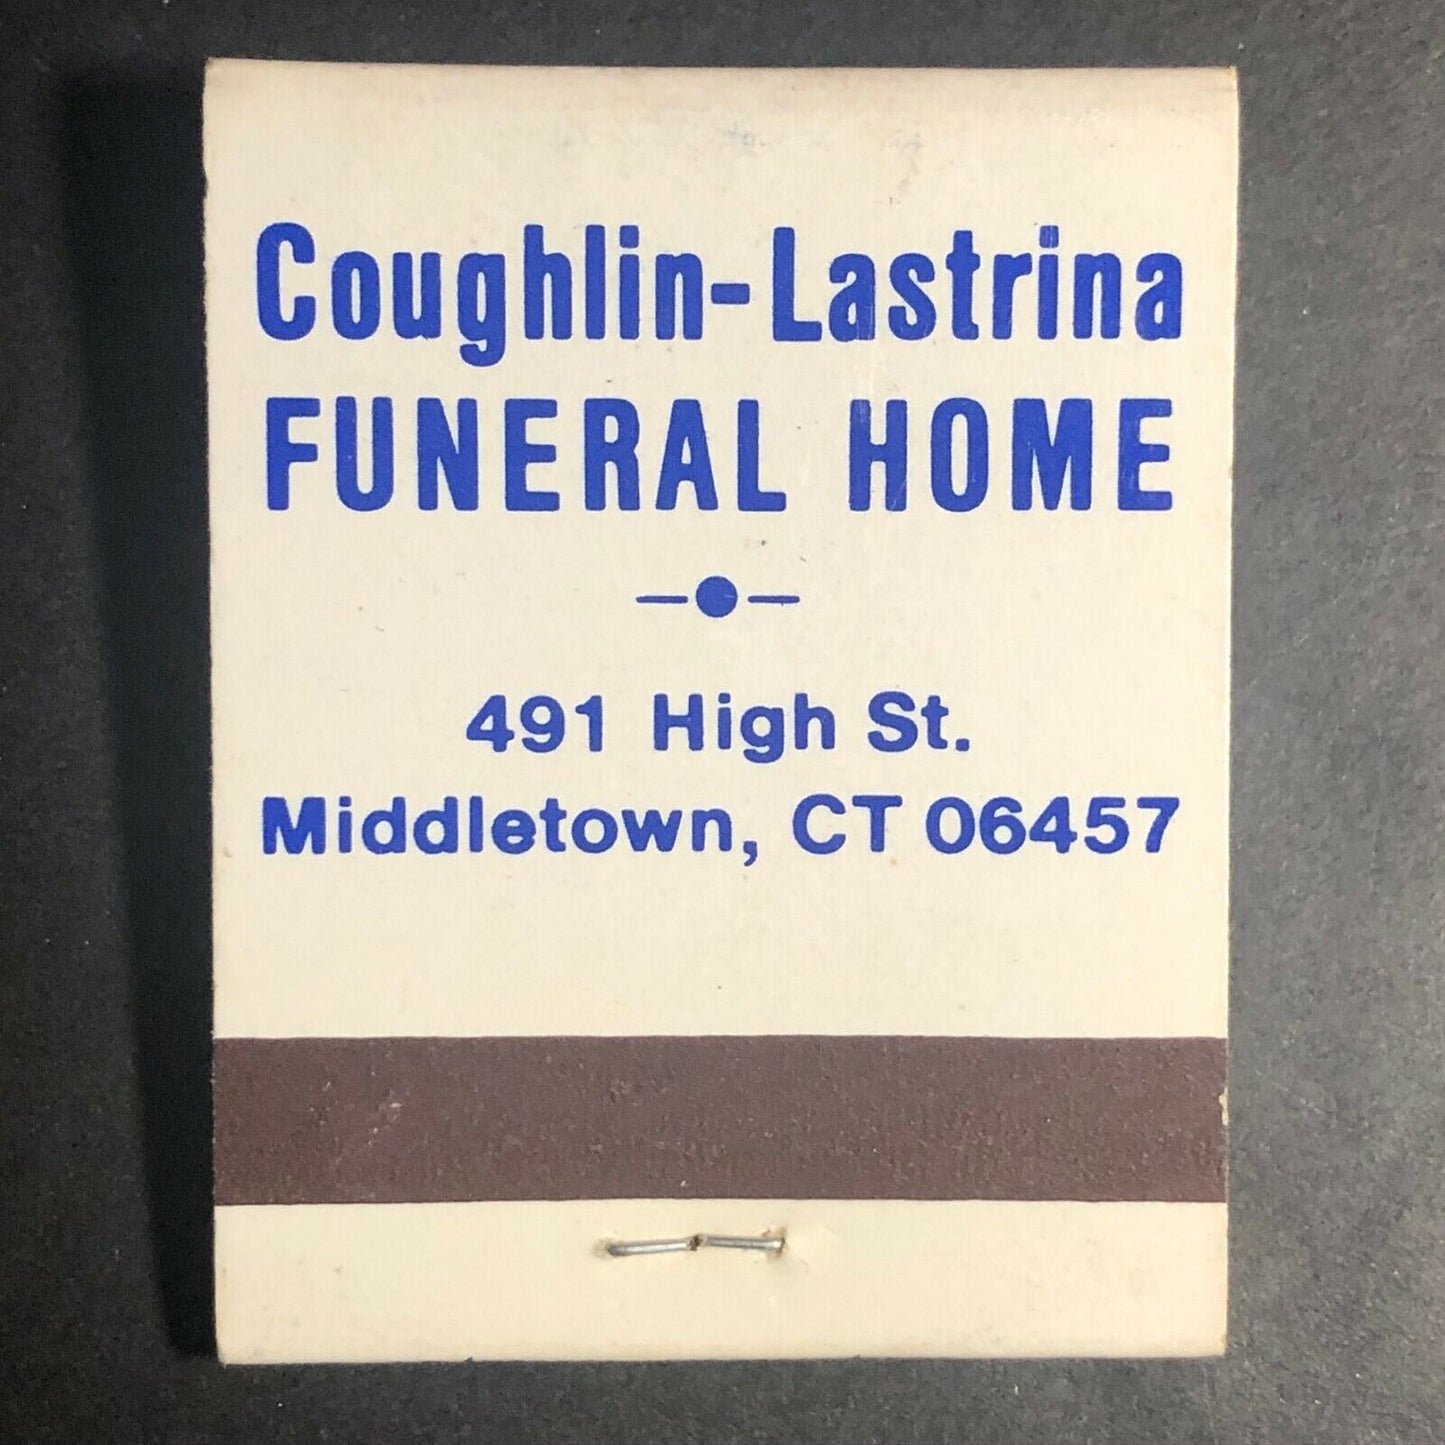 Coughlin-Lastrina
FUNERAL HOME
491 High St.
Middletown, CT 06457